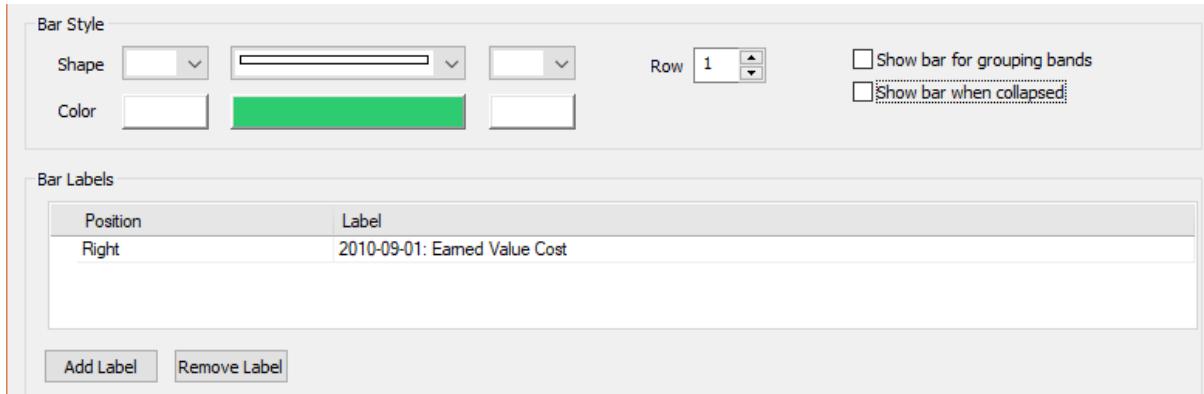 Bar Style
Shape Row 1 Show bar for grouping bands
Show bar when collapsed
Color
Bar Labels
Position Label
Right 2010-09-01: Earned Value Cost
Add Label Remove Label